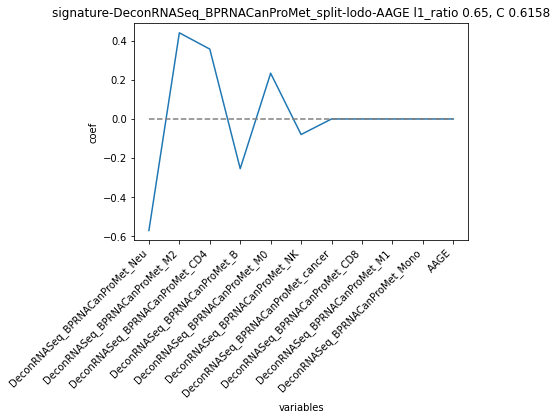 signature-DeconRNASeq_BPRNACanProMet_split-lodo-AAGE l1_ratio 0.65, C 0.6158
0.4
0.2
0.0
−0.2
−0.4
−0.6
coef
DeconRNASeq_BPRNACanProMet_Neu
DeconRNASeq_BPRNACanProMet_M2
DeconRNASeq_BPRNACanProMet_CD4
DeconRNASeq_BPRNACanProMet_B
DeconRNASeq_BPRNACanProMet_M0
DeconRNASeq_BPRNACanProMet_NK
DeconRNASeq_BPRNACanProMet_cancer
DeconRNASeq_BPRNACanProMet_CD8
DeconRNASeq_BPRNACanProMet_M1
DeconRNASeq_BPRNACanProMet_Mono
AAGE
variables